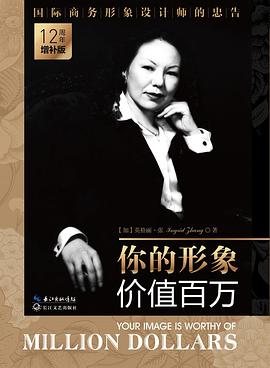 国际商务形象设计师的忠告
12周年
增补版
【加】英格丽·张 Ingrid Zhang ◎ 著
你的形象
价值百万
长江文艺出版社
YOUR IMAGE IS WORTHY OF
MILLION DOLLARS